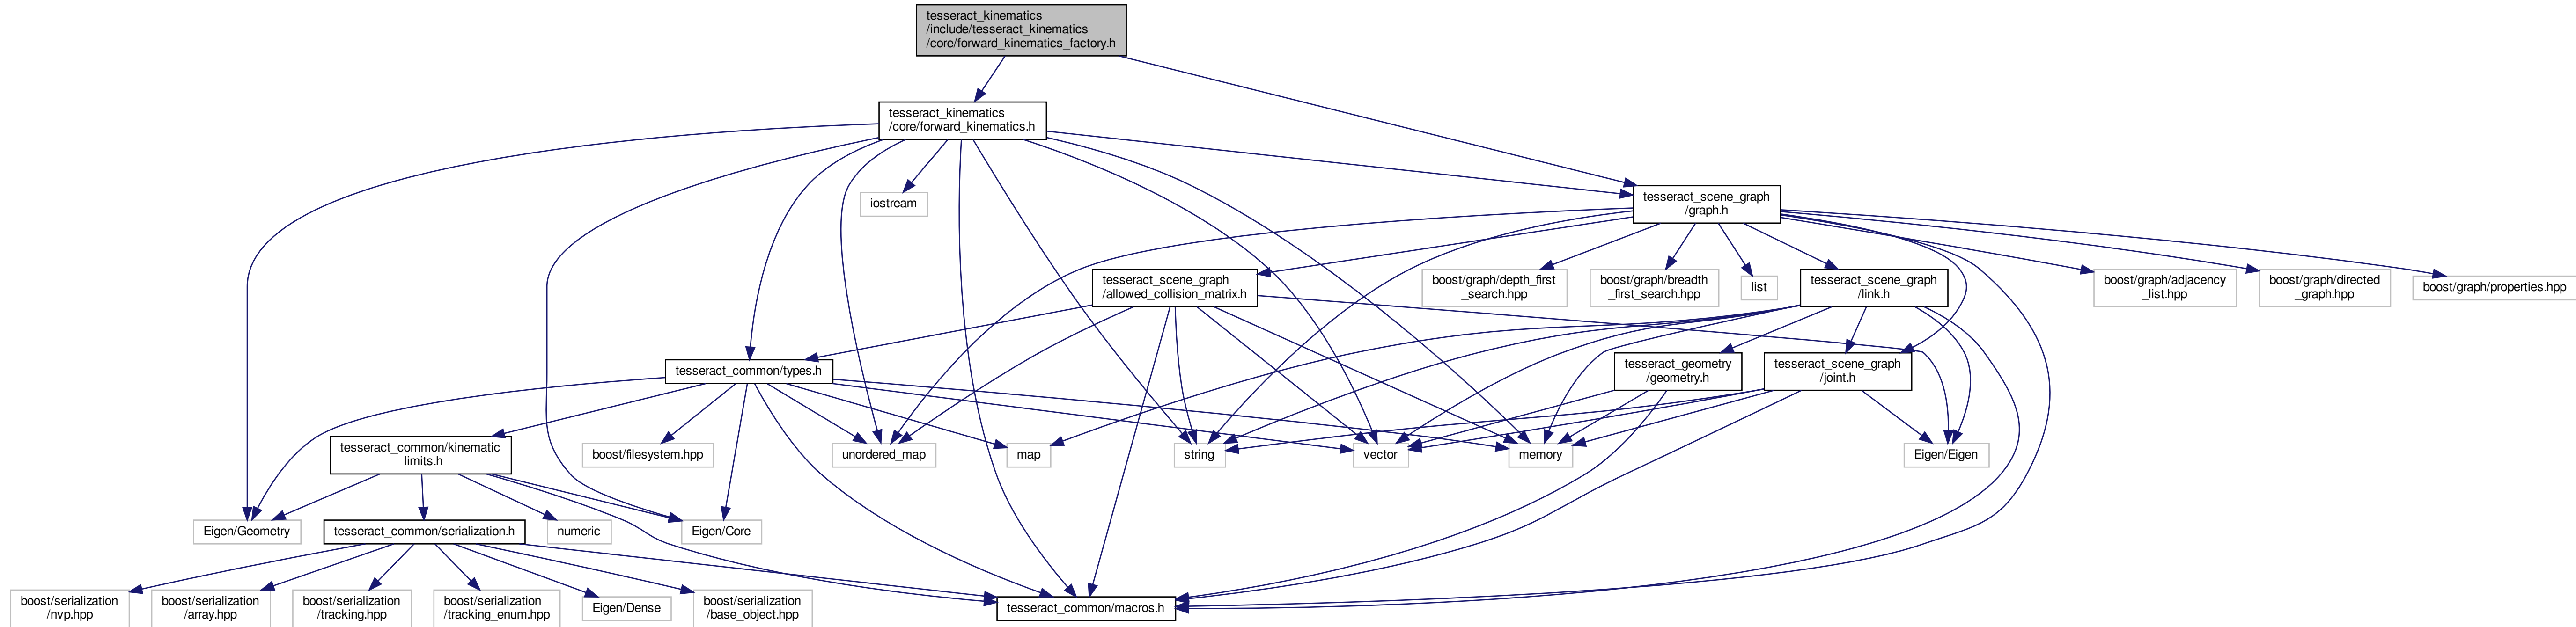 tesseract_kinematics
/include/tesseract_kinematics
/core/forward_kinematics_factory.h
tesseract_kinematics
/core/forward_kinematics.h
iostream
tesseract_scene_graph
/graph.h
tesseract_scene_graph
/allowed_collision_matrix.h
boost/graph/depth_first
_search.hpp
boost/graph/breadth
_first_search.hpp
list
tesseract_scene_graph
/link.h
boost/graph/adjacency
_list.hpp
boost/graph/directed
_graph.hpp
boost/graph/properties.hpp
tesseract_common/types.h
tesseract_geometry
/geometry.h
tesseract_scene_graph
/joint.h
tesseract_common/kinematic
_limits.h
boost/filesystem.hpp
unordered_map
map
string
vector
memory
Eigen/Eigen
Eigen/Geometry
tesseract_common/serialization.h
numeric
Eigen/Core
boost/serialization
/nvp.hpp
boost/serialization
/array.hpp
boost/serialization
/tracking.hpp
boost/serialization
/tracking_enum.hpp
Eigen/Dense
boost/serialization
/base_object.hpp
tesseract_common/macros.h